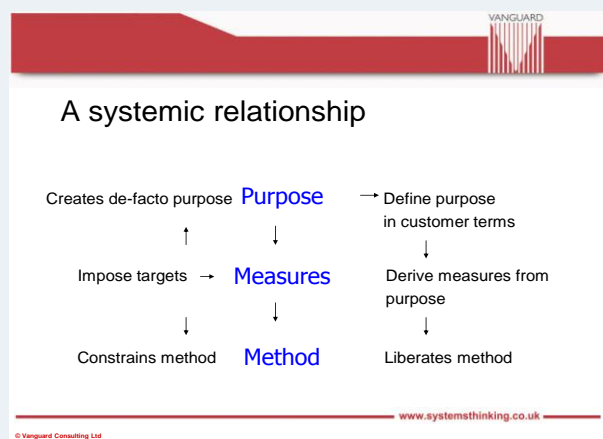 VANGUARD
A systemic relationship
Creates de-facto purpose Purpose → Define purpose
in customer terms
↑ ↓ ↓
Impose targets → Measures Derive measures from
purpose
↓ ↓ ↓
Constrains method Method Liberates method
www.systemsthinking.co.uk
© Vanguard Consulting Ltd